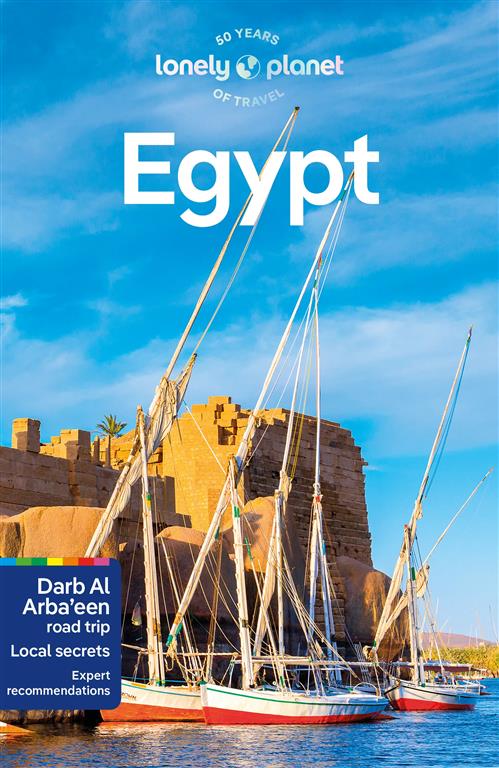 50 YEARS
lonely planet
OF TRAVEL
Egypt
Darb Al
Arba'een
road trip
Local secrets
Expert
recommendations